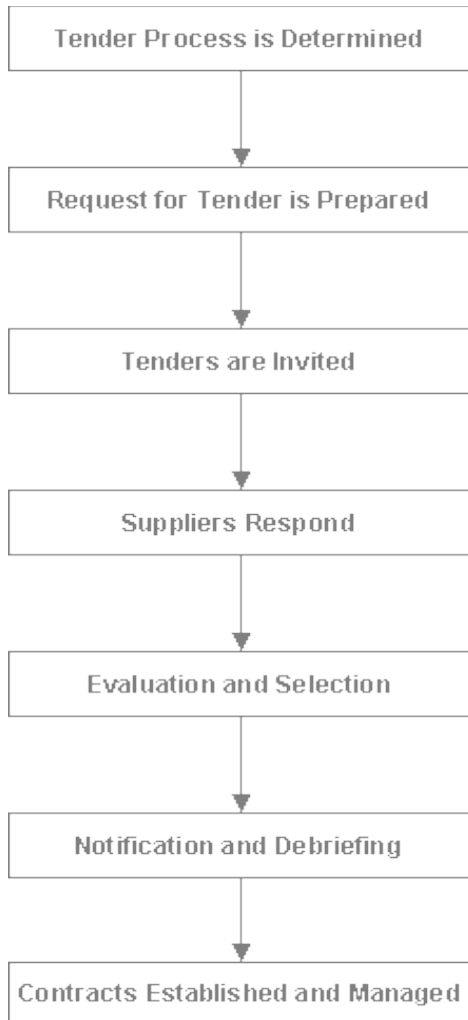 Tender Process is Determined
Request for Tender is Prepared
Tenders are Invited
Suppliers Respond
Evaluation and Selection
Notification and Debriefing
Contracts Established and Managed